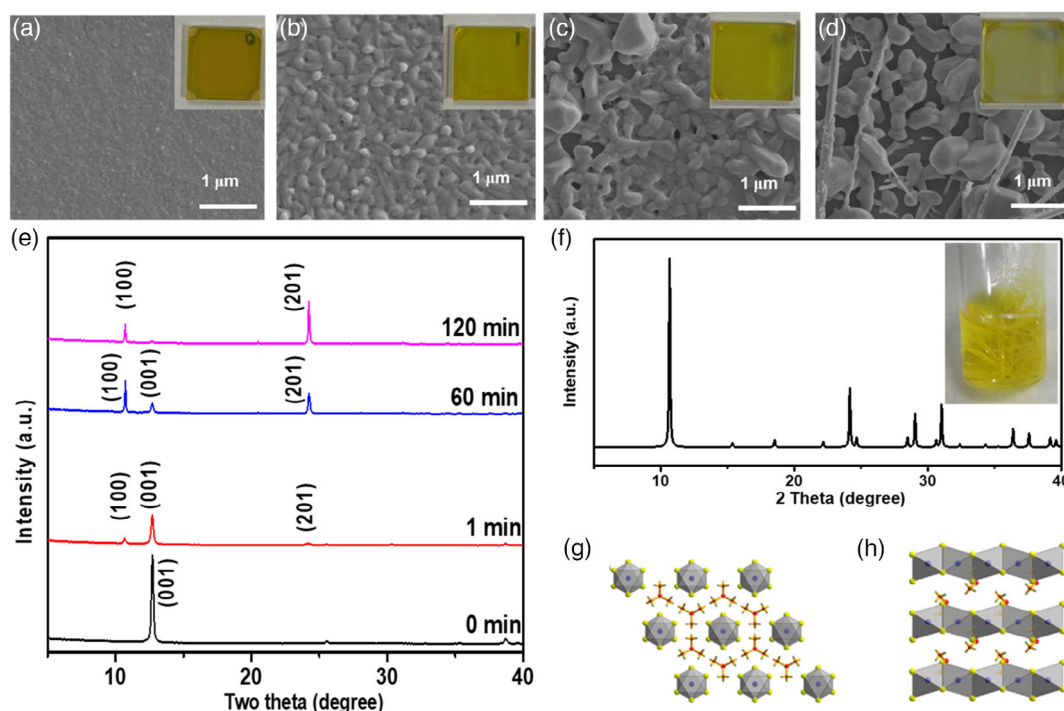 (a)
1 μm
(b)
1 μm
(c)
1 μm
(d)
1 μm
(e)
Intensity (a.u.)
(100)
(201)
120 min
(100)
(001)
(201)
60 min
(100)
(001)
(201)
1 min
(001)
0 min
10
20
30
40
Two theta (degree)
(f)
Intensity (a.u.)
10
20
30
40
2 Theta (degree)
(g)
(h)